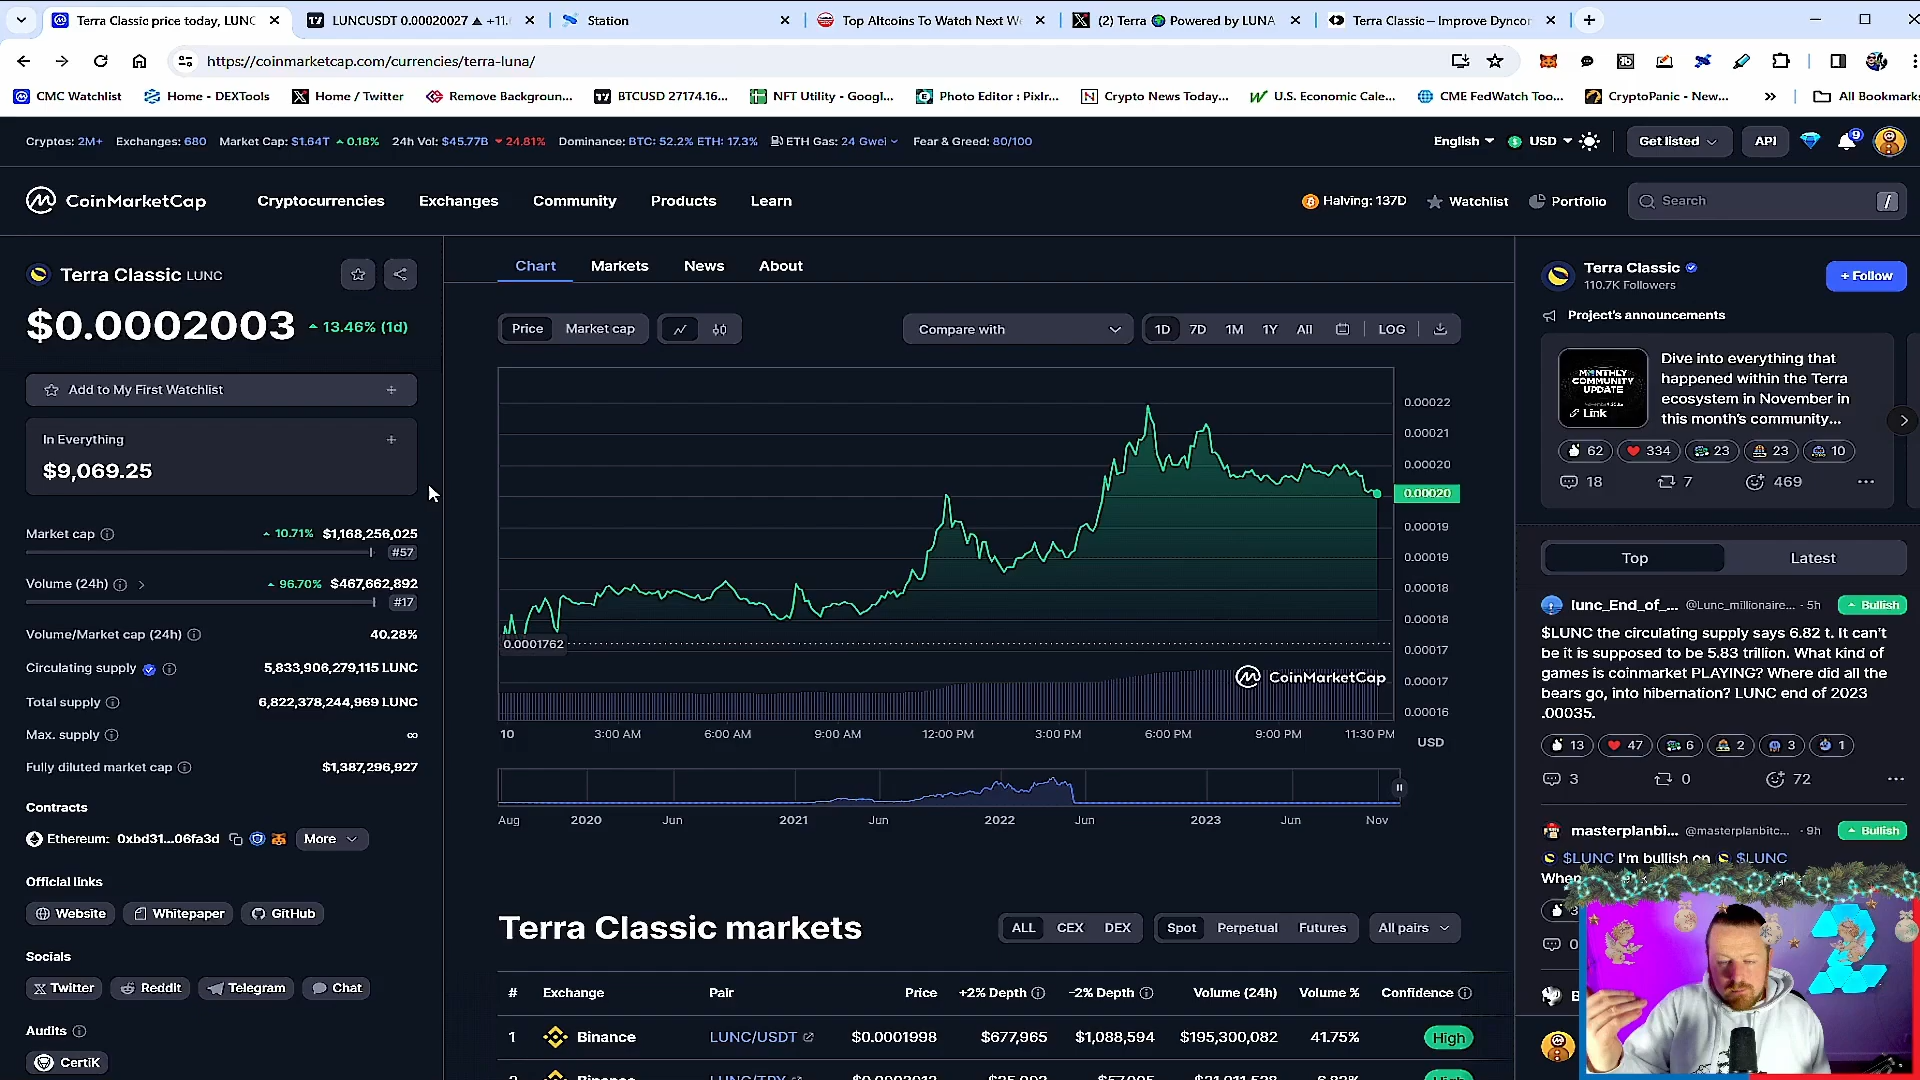 Terra Classic price today, LUNC
LUNCUSDT 0.00020027 ▲ +11.
Station
Top Altcoins To Watch Next W
(2) Terra 🌍 Powered by LUNA
Terra Classic – Improve Dyncor
https://coinmarketcap.com/currencies/terra-luna/
CMC Watchlist
Home - DEXTools
Home / Twitter
Remove Backgroun...
BTCUSD 27174.16...
NFT Utility - Googl...
Photo Editor : Pixlr...
Crypto News Today...
U.S. Economic Cale...
CME FedWatch Too...
CryptoPanic - New...
All Bookmarks
Cryptos: 2M+ Exchanges: 680 Market Cap: $1.64T 0.18% 24h Vol: $45.77B 24.81% Dominance: BTC: 52.2% ETH: 17.3% ETH Gas: 24 Gwei Fear & Greed: 80/100
English USD Get listed API 9
CoinMarketCap
Cryptocurrencies Exchanges Community Products Learn
Halving: 137D Watchlist Portfolio Search /
Terra Classic LUNC
$0.0002003 13.46% (1d)
Add to My First Watchlist +
In Everything +
$9,069.25
Market cap 10.71% $1,168,256,025
#57
Volume (24h) 96.70% $467,662,892
#17
Volume/Market cap (24h) 40.28%
Circulating supply 5,833,906,279,115 LUNC
Total supply 6,822,378,244,969 LUNC
Max. supply ∞
Fully diluted market cap $1,387,296,927
Contracts
Ethereum: 0xbd31...06fa3d More
Official links
Website Whitepaper GitHub
Socials
Twitter Reddit Telegram Chat
Audits
CertiK
Chart Markets News About
Price Market cap
Compare with
1D 7D 1M 1Y All LOG
0.00022
0.00021
0.00020
0.00020
0.00019
0.00019
0.00018
0.00018
0.00017
0.00017
0.00016
0.0001762
CoinMarketCap
10 3:00 AM 6:00 AM 9:00 AM 12:00 PM 3:00 PM 6:00 PM 9:00 PM 11:30 PM
USD
Aug 2020 Jun 2021 Jun 2022 Jun 2023 Jun Nov
Terra Classic markets
ALL CEX DEX Spot Perpetual Futures All pairs
# Exchange Pair Price +2% Depth -2% Depth Volume (24h) Volume % Confidence
1 Binance LUNC/USDT $0.0001998 $677,965 $1,088,594 $195,300,082 41.75% High
Terra Classic
110.7K Followers
+ Follow
Project's announcements
MONTHLY
COMMUNITY
UPDATE
Link
Dive into everything that
happened within the Terra
ecosystem in November in
this month's community...
62 334 23 23 10
18 7 469
Top Latest
lunc_End_of_... @Lunc_millionaire... · 5h Bullish
$LUNC the circulating supply says 6.82 t. It can't
be it is supposed to be 5.83 trillion. What kind of
games is coinmarket PLAYING? Where did all the
bears go, into hibernation? LUNC end of 2023
.00035.
13 47 6 2 3 1
3 0 72
masterplanbi... @masterplanbitc... · 9h Bullish
$LUNC I'm bullish on $LUNC